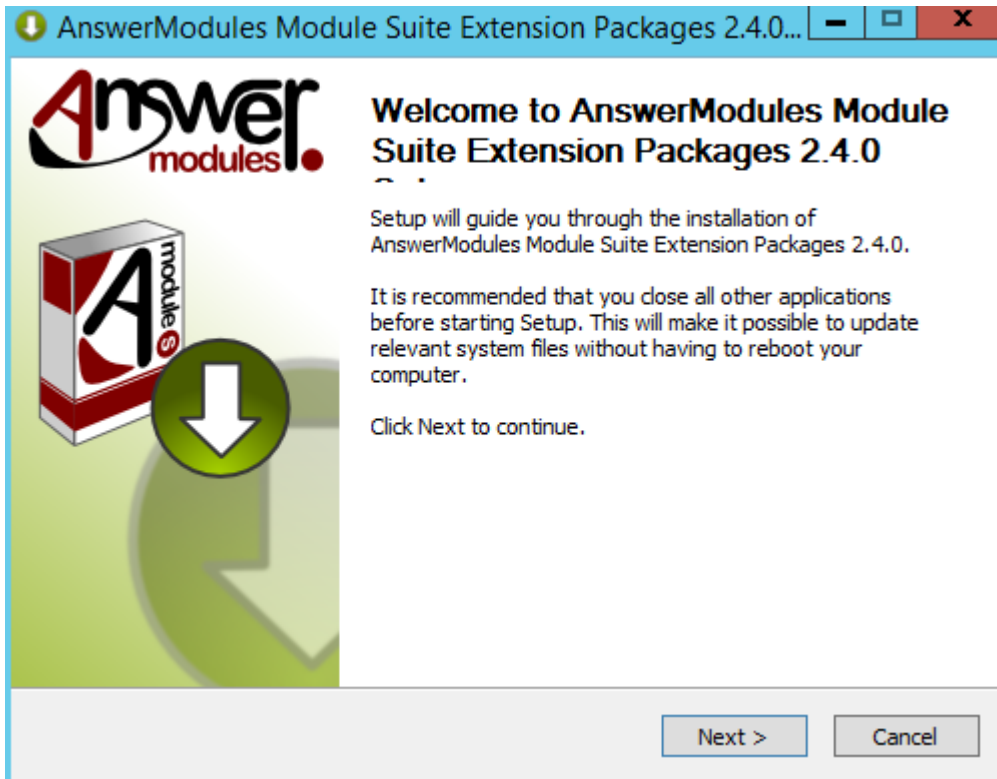 AnswerModules Module Suite Extension Packages 2.4.0...
Answer
modules
Welcome to AnswerModules Module
Suite Extension Packages 2.4.0
Setup will guide you through the installation of
AnswerModules Module Suite Extension Packages 2.4.0.
It is recommended that you close all other applications
before starting Setup. This will make it possible to update
relevant system files without having to reboot your
computer.
Click Next to continue.
A
module s
Next >
Cancel